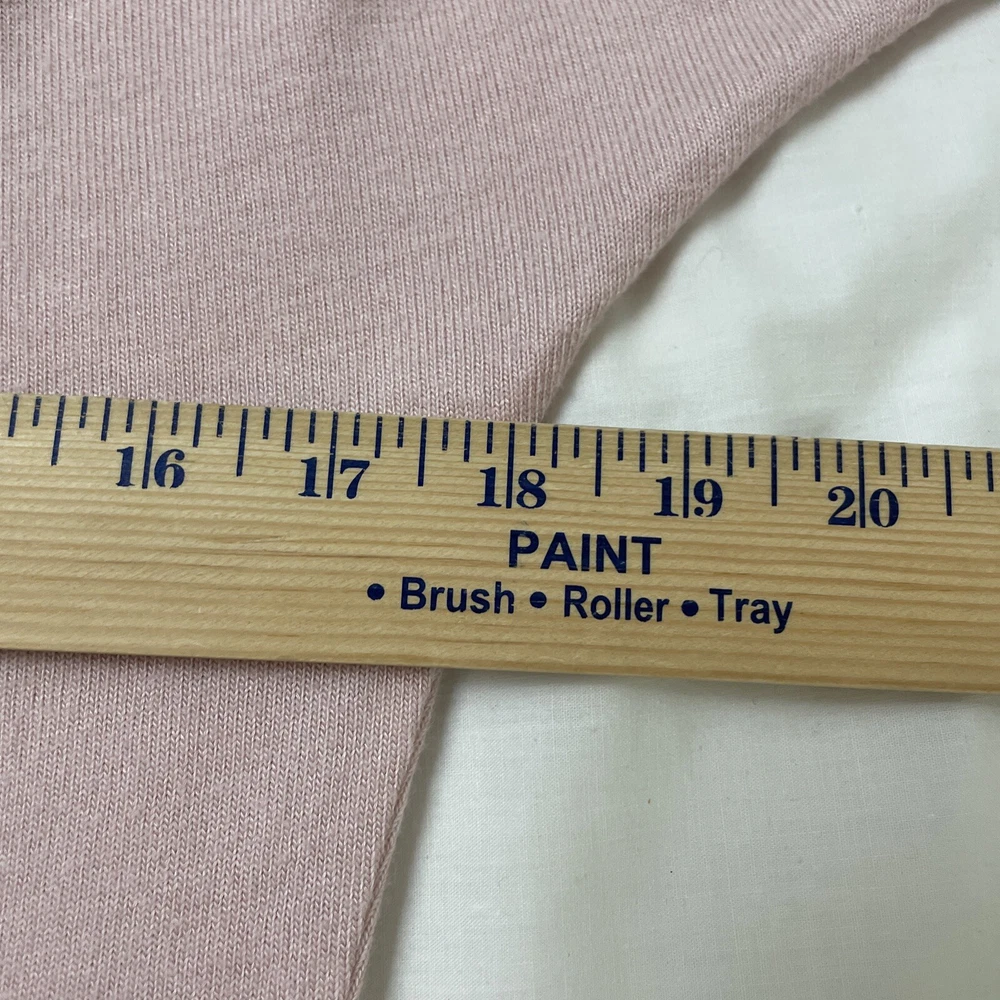 16 17 18 19 20
PAINT
• Brush • Roller • Tray